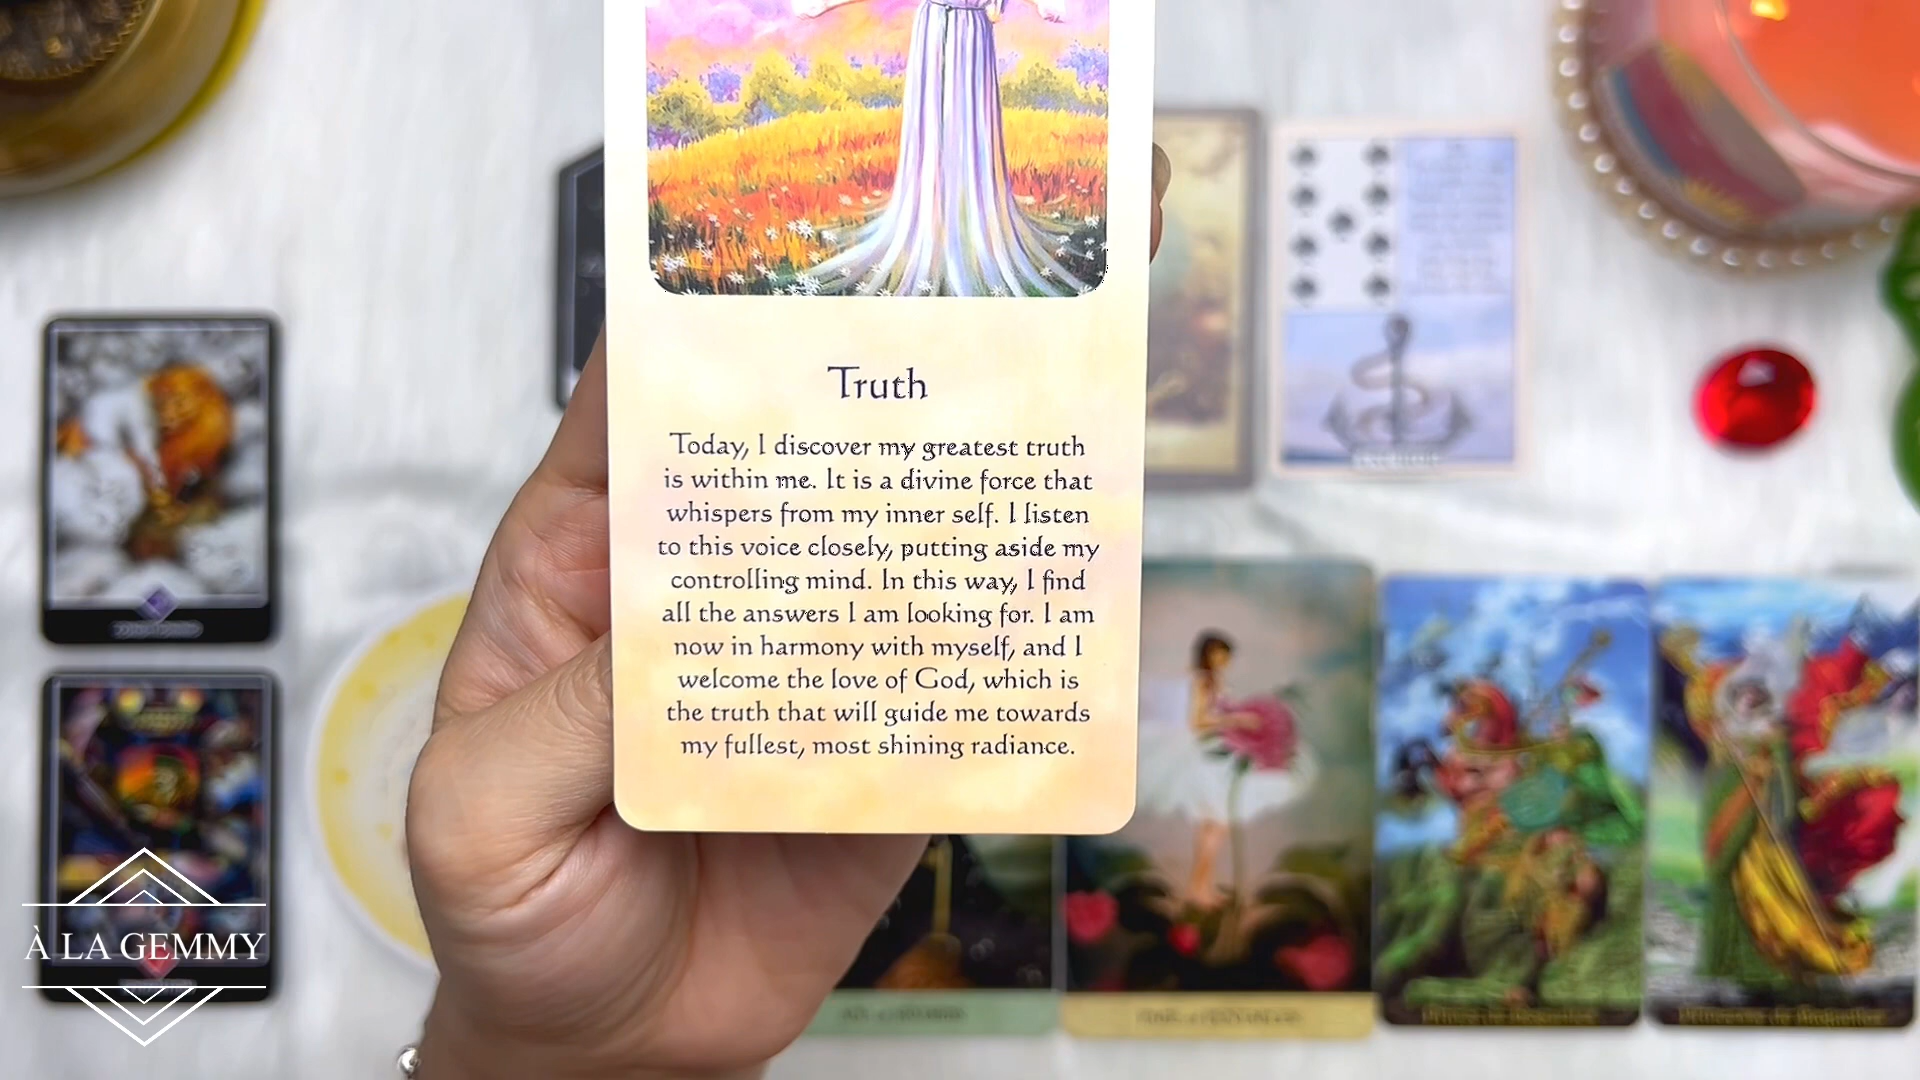 Truth
Today, I discover my greatest truth
is within me. It is a divine force that
whispers from my inner self. I listen
to this voice closely, putting aside my
controlling mind. In this way, I find
all the answers I am looking for. I am
now in harmony with myself, and I
welcome the love of God, which is
the truth that will guide me towards
my fullest, most shining radiance.
À LA GEMMY